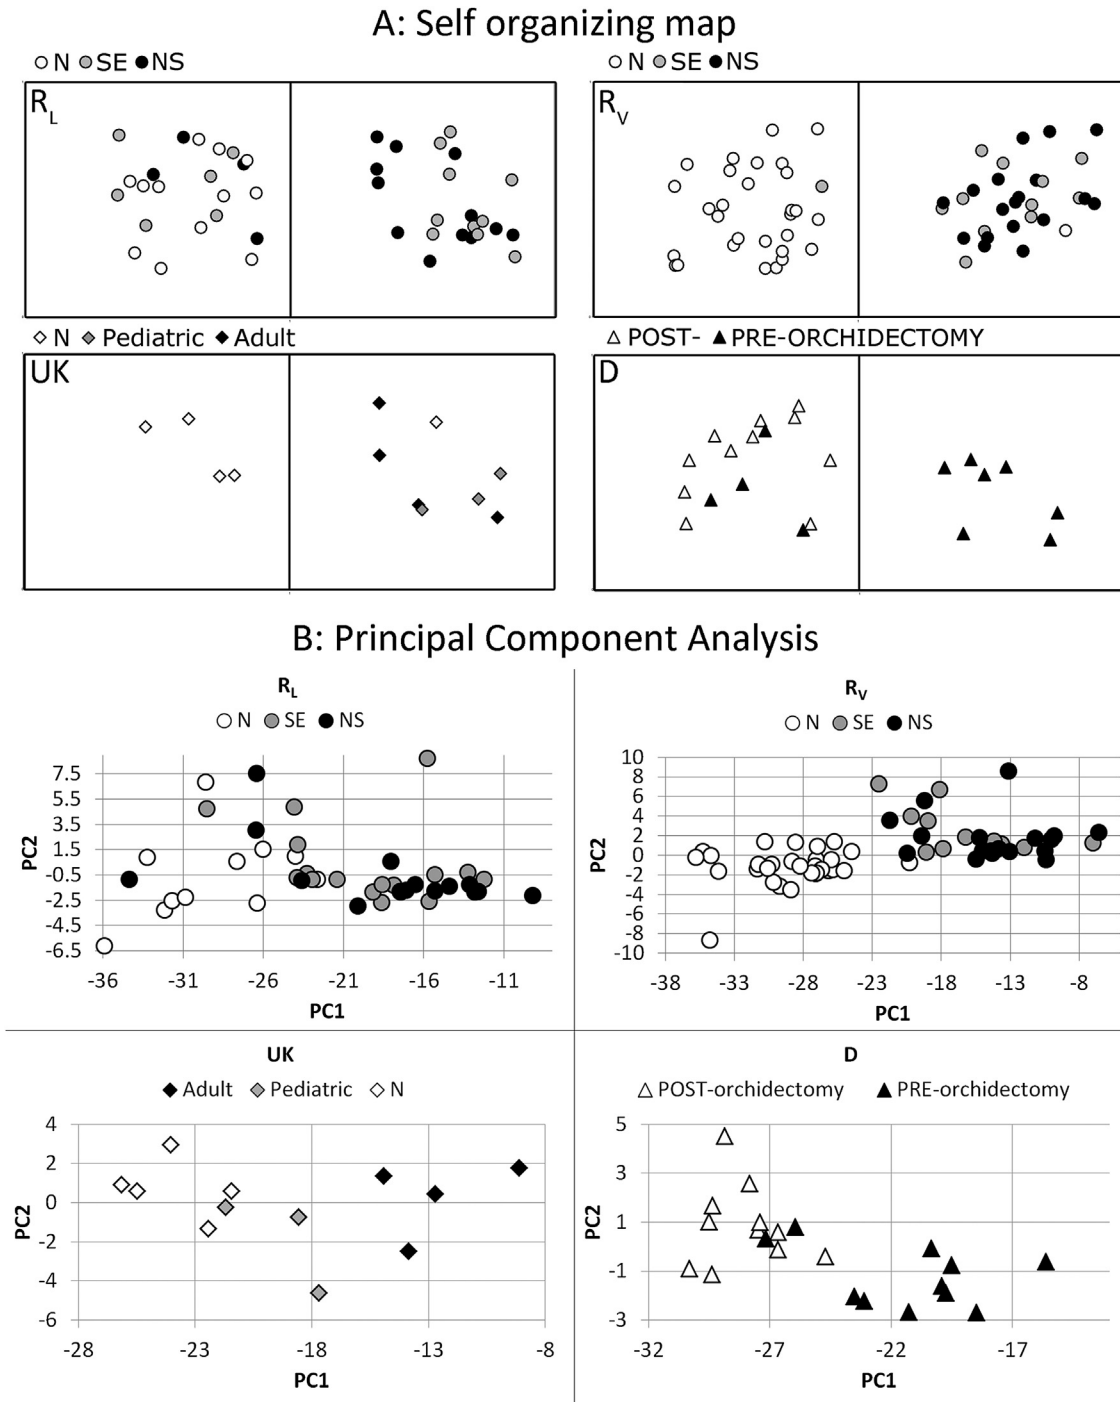 A: Self organizing map
N SE NS
N SE NS
R_L
R_V
N Pediatric Adult
POST- PRE-ORCHIDECTOMY
UK
D
B: Principal Component Analysis
R_L
N SE NS
7.5
5.5
3.5
1.5
-0.5
-2.5
-4.5
-6.5
PC2
-36 -31 -26 -21 -16 -11
PC1
R_V
N SE NS
10
8
6
4
2
0
-2
-4
-6
-8
-10
PC2
-38 -33 -28 -23 -18 -13 -8
PC1
UK
Adult Pediatric N
4
2
0
-2
-4
-6
PC2
-28 -23 -18 -13 -8
PC1
D
POST-orchidectomy PRE-orchidectomy
5
3
1
-1
-3
PC2
-32 -27 -22 -17
PC1